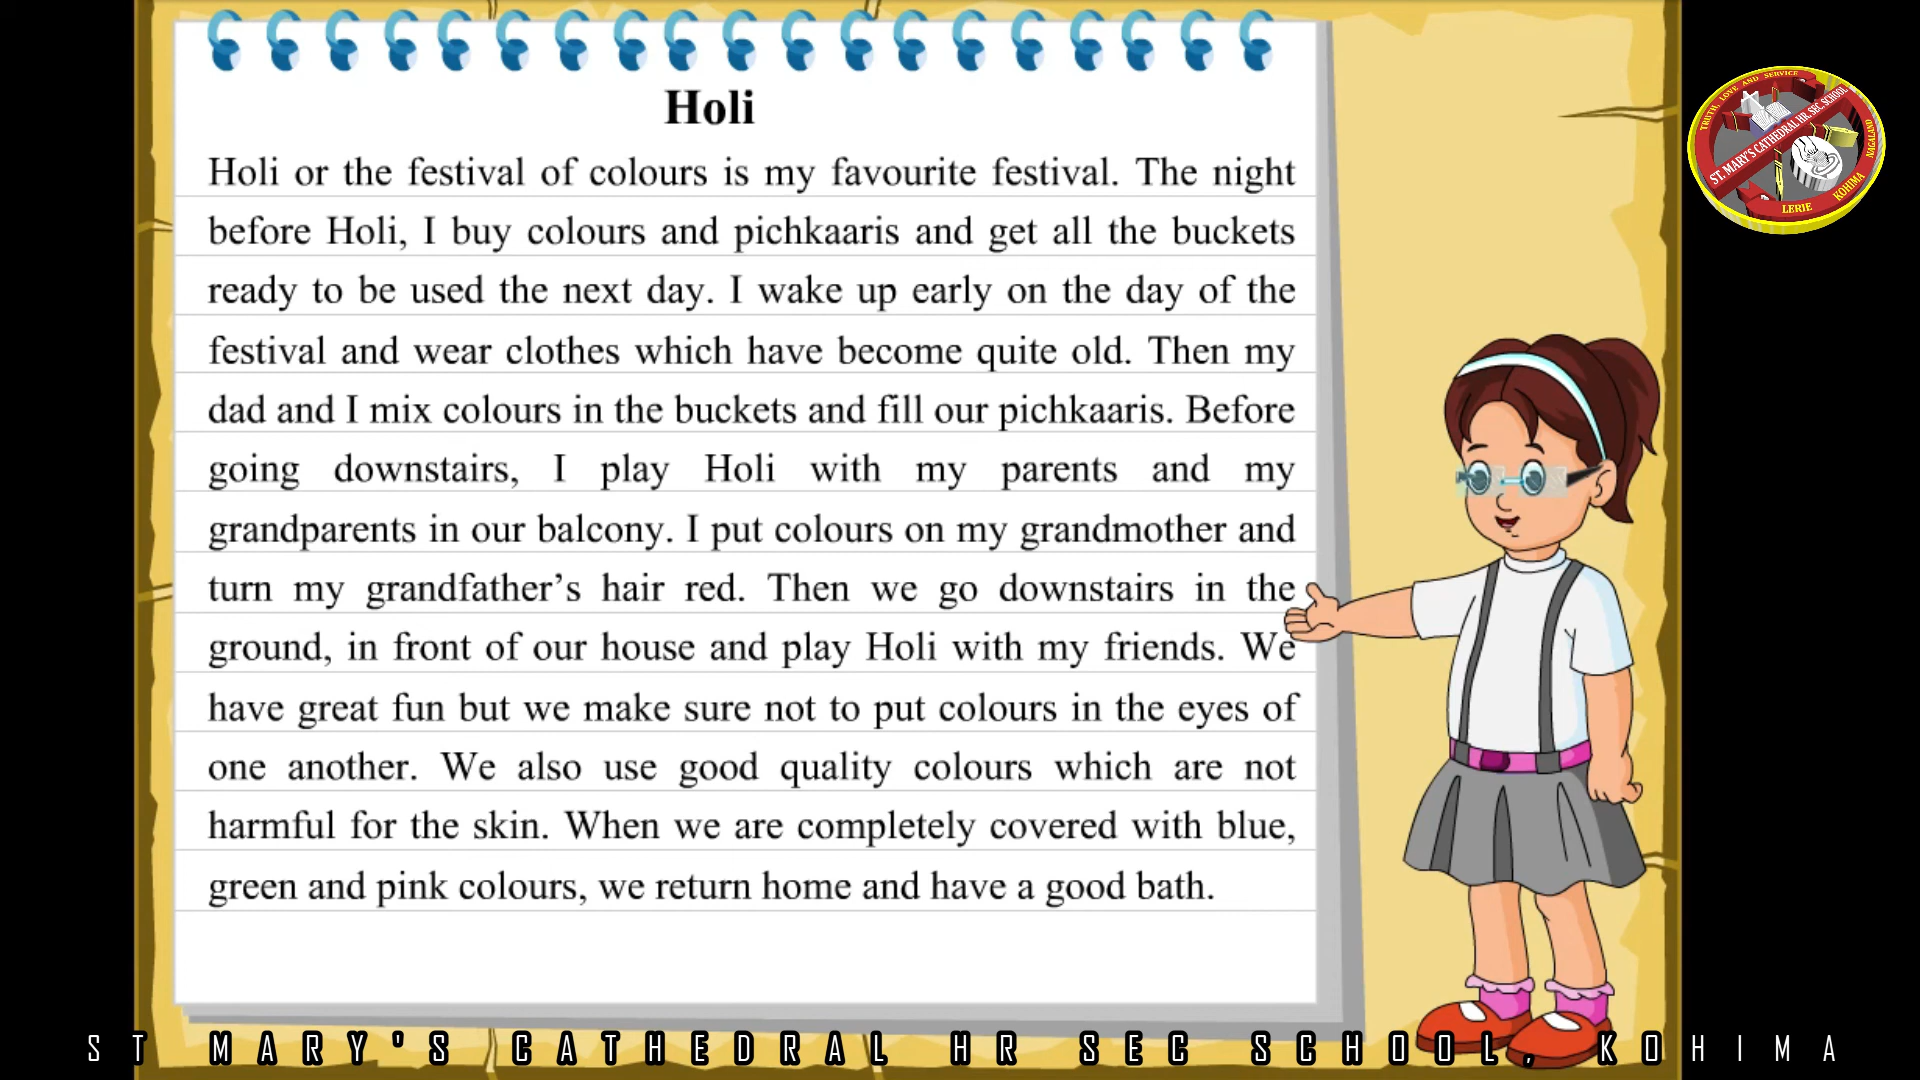 Holi
Holi or the festival of colours is my favourite festival. The night
before Holi, I buy colours and pichkaaris and get all the buckets
ready to be used the next day. I wake up early on the day of the
festival and wear clothes which have become quite old. Then my
dad and I mix colours in the buckets and fill our pichkaaris. Before
going downstairs, I play Holi with my parents and my
grandparents in our balcony. I put colours on my grandmother and
turn my grandfather’s hair red. Then we go downstairs in the
ground, in front of our house and play Holi with my friends. We
have great fun but we make sure not to put colours in the eyes of
one another. We also use good quality colours which are not
harmful for the skin. When we are completely covered with blue,
green and pink colours, we return home and have a good bath.
TRUTH, LOVE AND SERVICE
ST. MARY'S CATHEDRAL HR. SEC. SCHOOL
LERIE KOHIMA NAGALAND
ST MARY'S CATHEDRAL HR SEC SCHOOL, KOHIMA